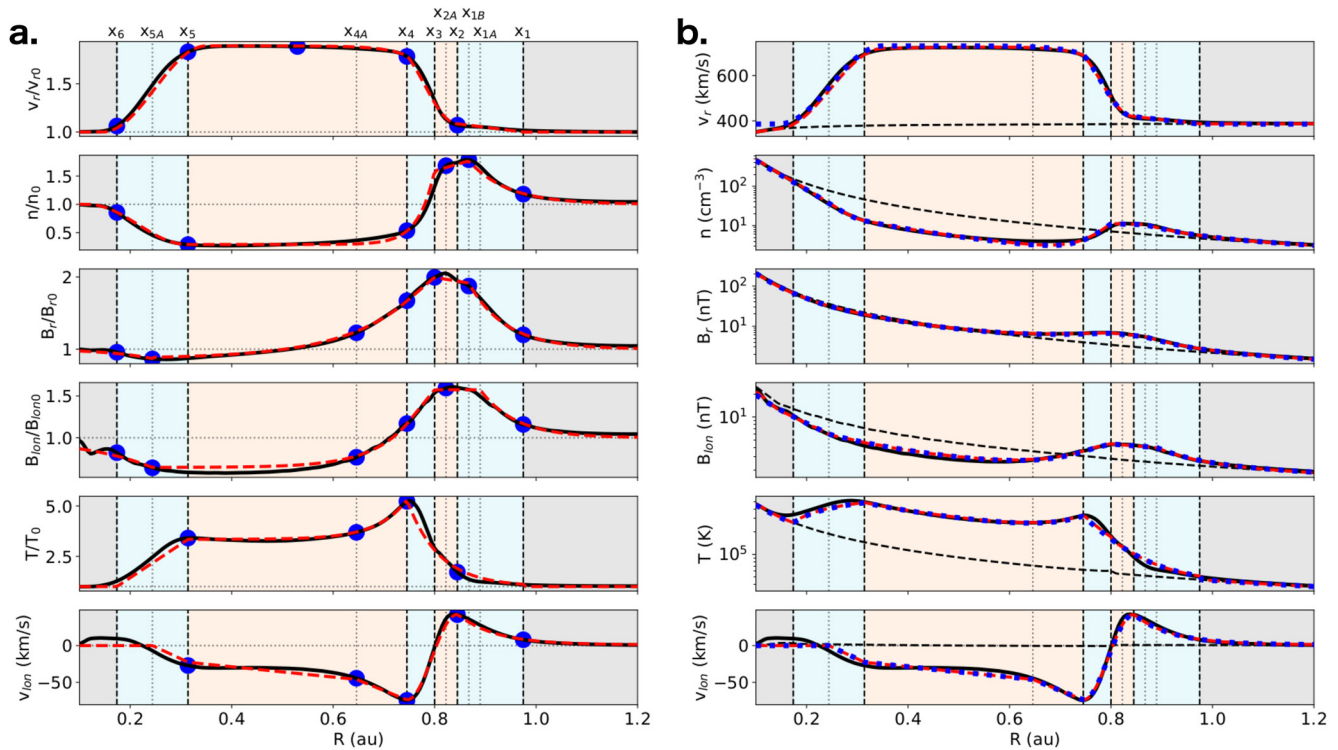 a.
x₂A x₁B
x₆ x₅A x₅ x₄A x₄ x₃ x₂ x₁A x₁
vᵣ/vᵣ₀
1.5
1.0
n/n₀
1.5
1.0
0.5
Bᵣ/Bᵣ₀
2
1
Bₗₒₙ/Bₗₒₙ₀
1.5
1.0
T/T₀
5.0
2.5
vₗₒₙ (km/s)
0
−50
0.2 0.4 0.6 0.8 1.0 1.2
R (au)
b.
vᵣ (km/s)
600
400
n (cm⁻³)
10²
10¹
Bᵣ (nT)
10²
10¹
Bₗₒₙ (nT)
10¹
T (K)
10⁵
vₗₒₙ (km/s)
0
−50
0.2 0.4 0.6 0.8 1.0 1.2
R (au)